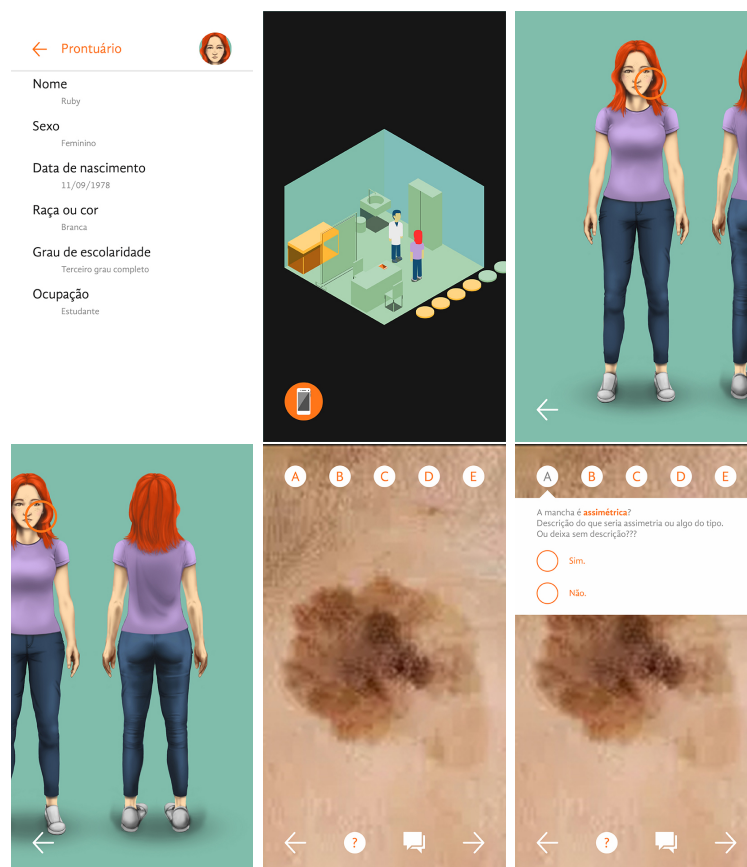 Prontuário
Nome
Ruby
Sexo
Feminino
Data de nascimento
11/09/1978
Raça ou cor
Branca
Grau de escolaridade
Terceiro grau completo
Ocupação
Estudante
A B C D E
?
A B C D E
A mancha é assimétrica?
Descrição do que seria assimetria ou algo do tipo.
Ou deixa sem descrição???
Sim.
Não.
?